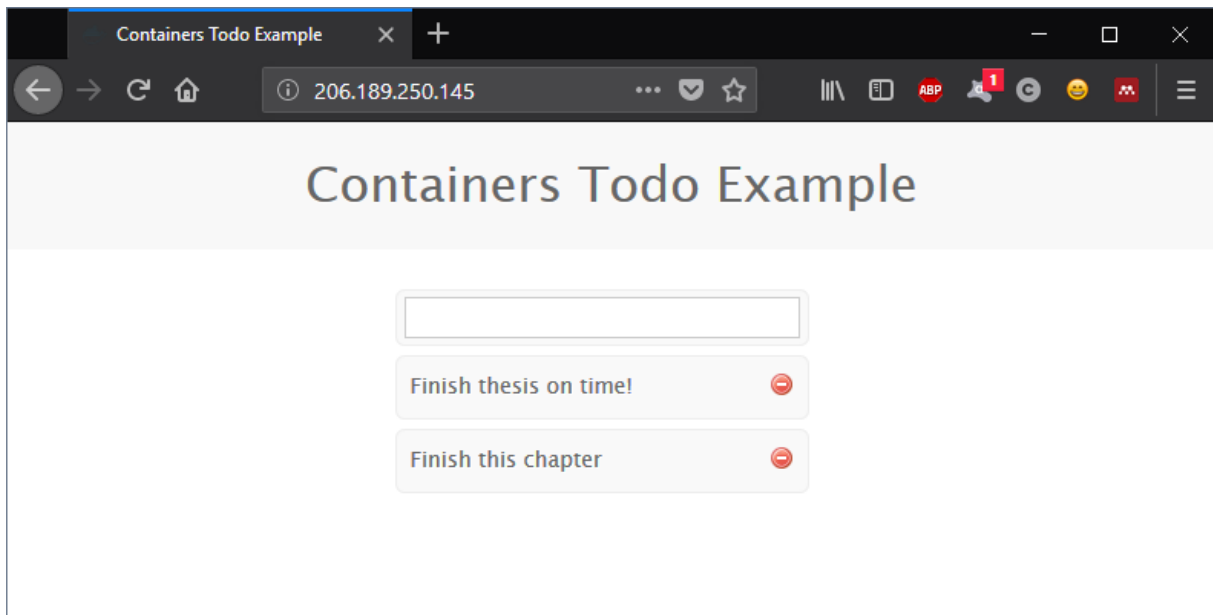 Containers Todo Example
206.189.250.145
ABP
1
C
Containers Todo Example
Finish thesis on time!
Finish this chapter